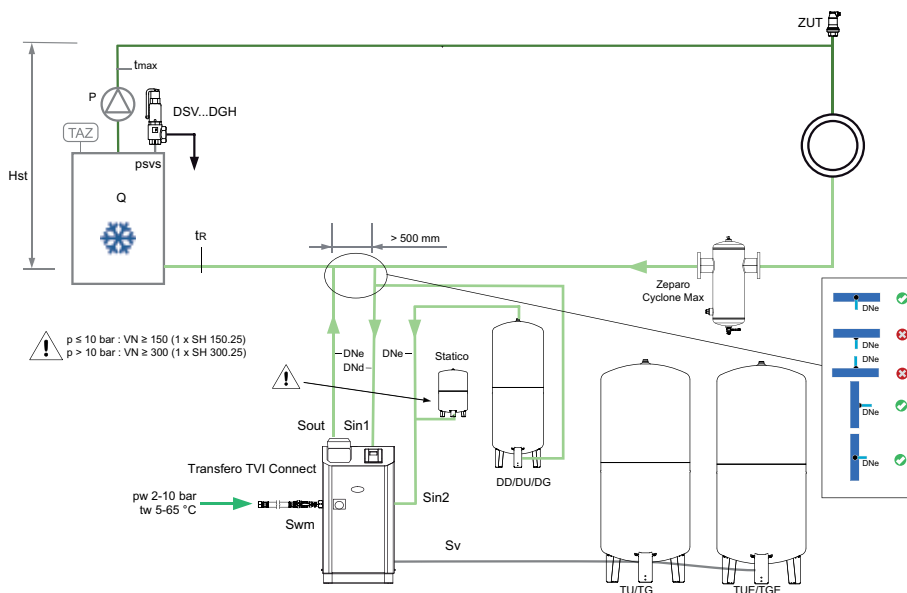 ZUT
tmax
P
DSV...DGH
TAZ
psvs
Hst
Q
tR
> 500 mm
Zeparo
Cyclone Max
DNe
DNe
DNe
DNe
DNe
p ≤ 10 bar : VN ≥ 150 (1 x SH 150.25)
p > 10 bar : VN ≥ 300 (1 x SH 300.25)
DNe
DNd
DNe
Statico
Sout
Sin1
DD/DU/DG
Transfero TVI Connect
Sin2
pw 2-10 bar
tw 5-65 °C
Swm
Sv
TU/TG
TUE/TGE